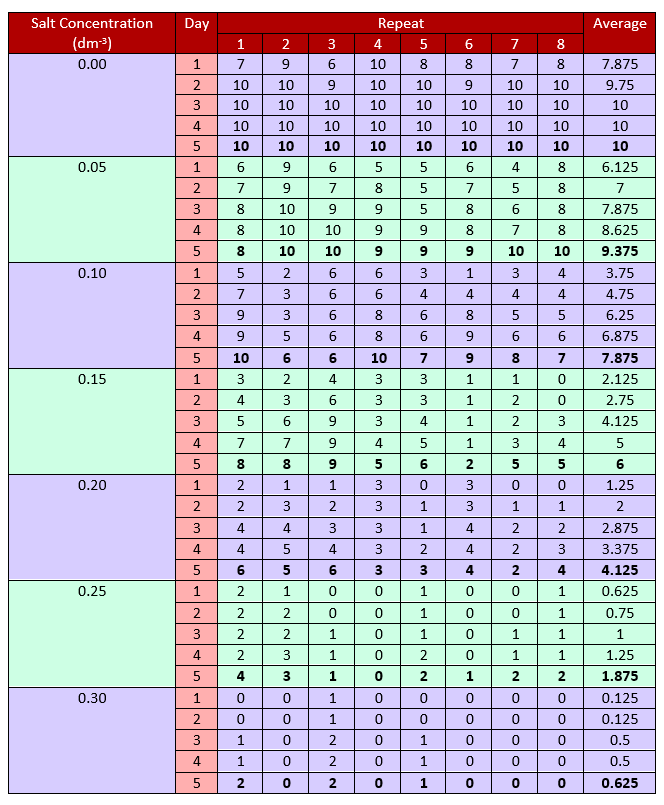 Salt Concentration (dm-³) Day Repeat Average
1 2 3 4 5 6 7 8
0.00 1 7 9 6 10 8 8 7 8 7.875
2 10 10 9 10 10 9 10 10 9.75
3 10 10 10 10 10 10 10 10 10
4 10 10 10 10 10 10 10 10 10
5 10 10 10 10 10 10 10 10 10
0.05 1 6 9 6 5 5 6 4 8 6.125
2 7 9 7 8 5 7 5 8 7
3 8 10 9 9 5 8 6 8 7.875
4 8 10 10 9 9 8 7 8 8.625
5 8 10 10 9 9 9 10 10 9.375
0.10 1 5 2 6 6 3 1 3 4 3.75
2 7 3 6 6 4 4 4 4 4.75
3 9 3 6 8 6 8 5 5 6.25
4 9 5 6 8 6 9 6 6 6.875
5 10 6 6 10 7 9 8 7 7.875
0.15 1 3 2 4 3 3 1 1 0 2.125
2 4 3 6 3 3 1 2 0 2.75
3 5 6 9 3 4 1 2 3 4.125
4 7 7 9 4 5 1 3 4 5
5 8 8 9 5 6 2 5 5 6
0.20 1 2 1 1 3 0 3 0 0 1.25
2 2 3 2 3 1 3 1 1 2
3 4 4 3 3 1 4 2 2 2.875
4 4 5 4 3 2 4 2 3 3.375
5 6 5 6 3 3 4 2 4 4.125
0.25 1 2 1 0 0 1 0 0 1 0.625
2 2 2 0 0 1 0 0 1 0.75
3 2 2 1 0 1 0 1 1 1
4 2 3 1 0 2 0 1 1 1.25
5 4 3 1 0 2 1 2 2 1.875
0.30 1 0 0 1 0 0 0 0 0 0.125
2 0 0 1 0 0 0 0 0 0.125
3 1 0 2 0 1 0 0 0 0.5
4 1 0 2 0 1 0 0 0 0.5
5 2 0 2 0 1 0 0 0 0.625